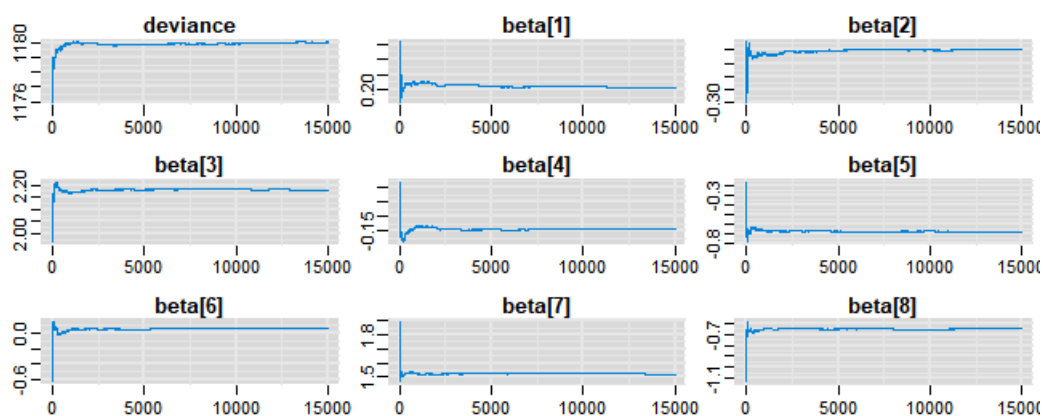 deviance beta[1] beta[2]
1180 0.20 -0.30
1176
0 5000 10000 15000 0 5000 10000 15000 0 5000 10000 15000
beta[3] beta[4] beta[5]
2.20 -0.15 -0.3
2.00 -0.8
0 5000 10000 15000 0 5000 10000 15000 0 5000 10000 15000
beta[6] beta[7] beta[8]
0.0 1.8 -0.7
-0.6 1.5 -1.1
0 5000 10000 15000 0 5000 10000 15000 0 5000 10000 15000